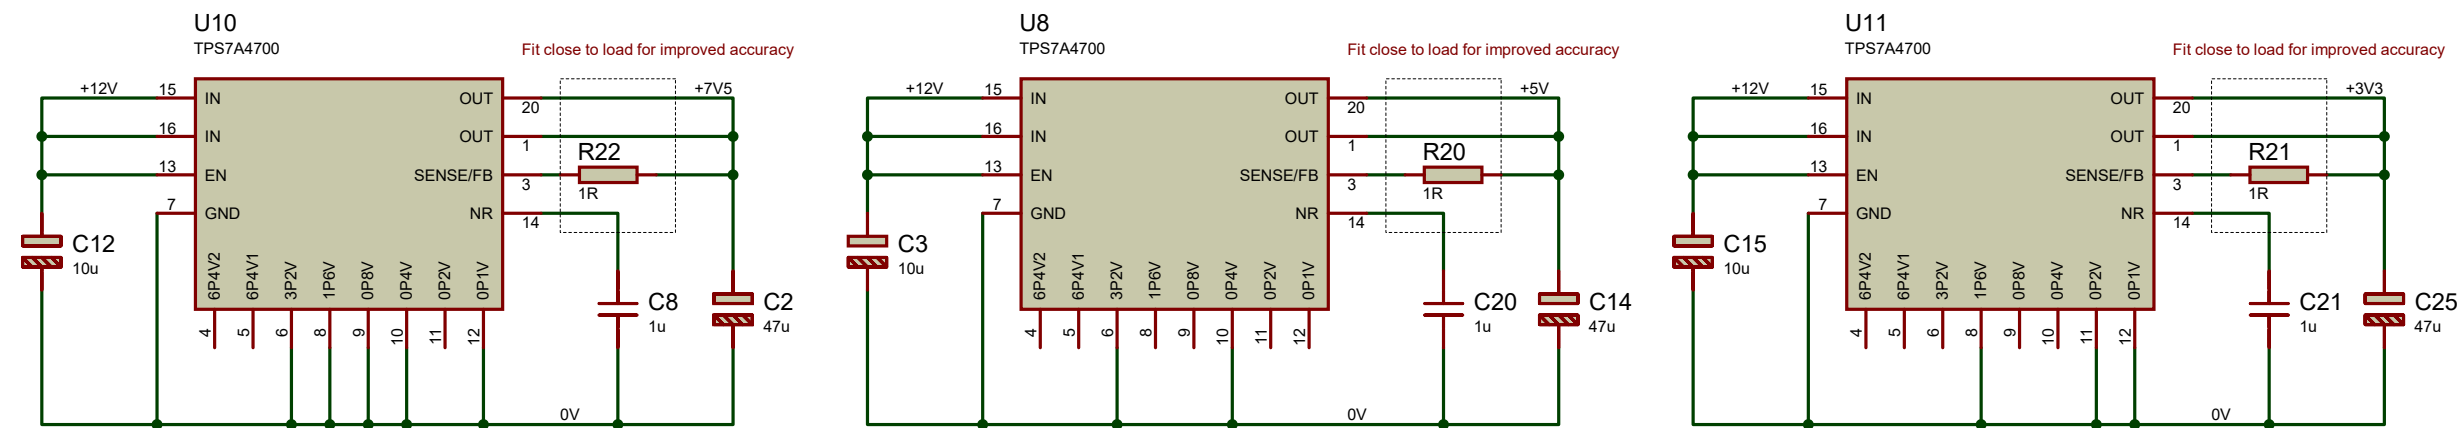 U10
TPS7A4700
Fit close to load for improved accuracy
+12V
15
IN
OUT
20
+7V5
16
IN
OUT
1
13
EN
SENSE/FB
3
R22
1R
7
GND
NR
14
C12
10u
6P4V2
6P4V1
3P2V
1P6V
0P8V
0P4V
0P2V
0P1V
4
5
6
8
9
10
11
12
C8
1u
C2
47u
0V
U8
TPS7A4700
Fit close to load for improved accuracy
+12V
15
IN
OUT
20
+5V
16
IN
OUT
1
13
EN
SENSE/FB
3
R20
1R
7
GND
NR
14
C3
10u
6P4V2
6P4V1
3P2V
1P6V
0P8V
0P4V
0P2V
0P1V
4
5
6
8
9
10
11
12
C20
1u
C14
47u
0V
U11
TPS7A4700
Fit close to load for improved accuracy
+12V
15
IN
OUT
20
+3V3
16
IN
OUT
1
13
EN
SENSE/FB
3
R21
1R
7
GND
NR
14
C15
10u
6P4V2
6P4V1
3P2V
1P6V
0P8V
0P4V
0P2V
0P1V
4
5
6
8
9
10
11
12
C21
1u
C25
47u
0V